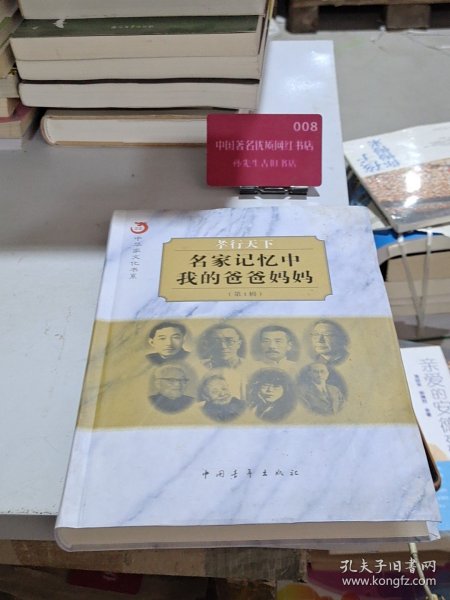 008
中国著名优质网红书店
孙先生古旧书店
中华孝文化书系
孝行天下
名家记忆中
我的爸爸妈妈
（第1辑）
中国青年出版社
亲爱的安德
孔夫子旧书网
www.kongfz.com